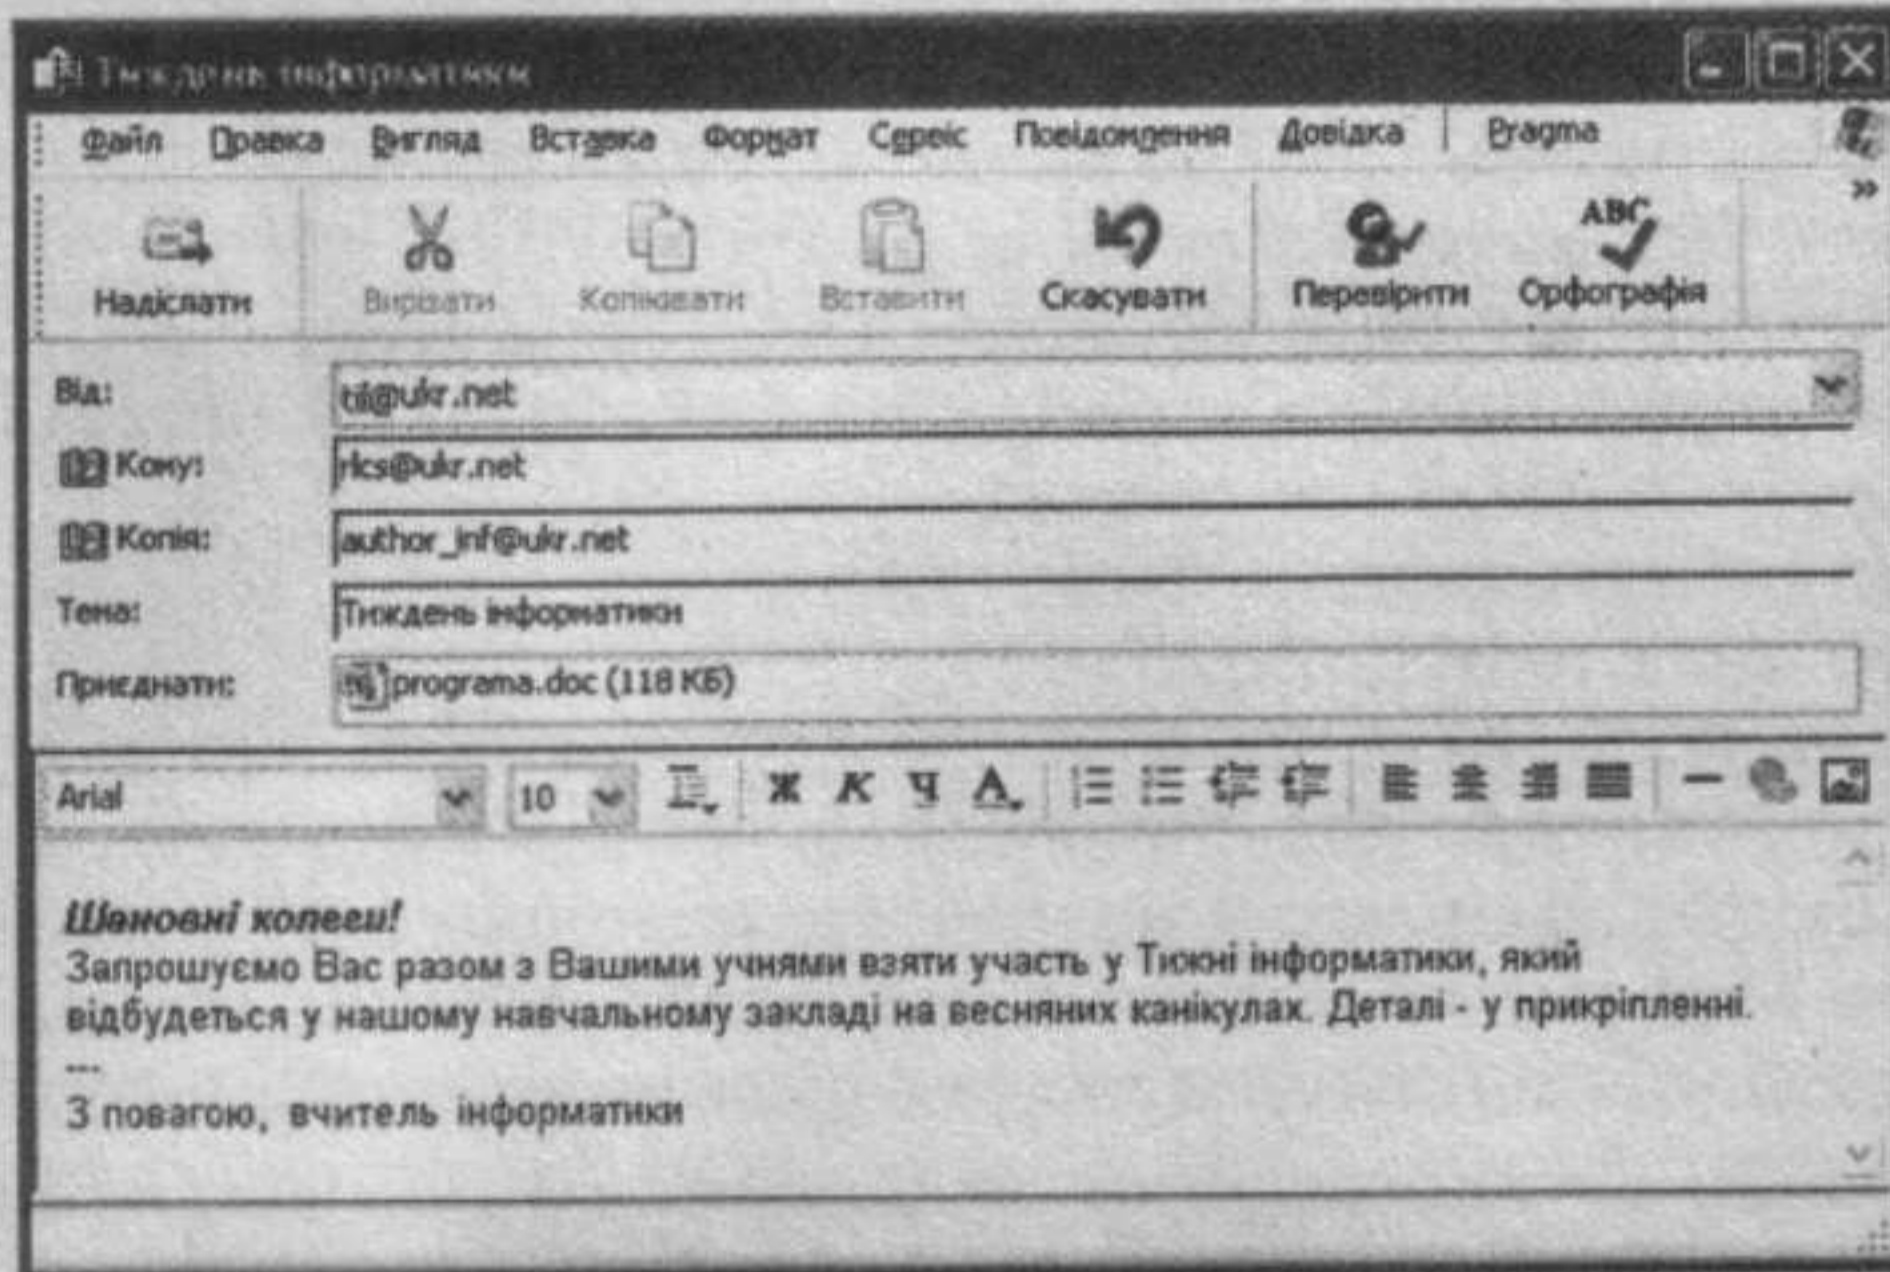 Тиждень інформатики
Файл Правка Вигляд Вставка Формат Сервіс Повідомлення Довідка Pragma
»
ABC
Надіслати Вирізати Копіювати Вставити Скасувати Перевірити Орфографія
Від: @ukr.net
Кому: rlcs@ukr.net
Копія: author_inf@ukr.net
Тема: Тиждень інформатики
Приєднати: programa.doc (118 Кб)
Arial 10 Ж К Ч А
Шановні колеги!
Запрошуємо Вас разом з Вашими учнями взяти участь у Тижні інформатики, який
відбудеться у нашому навчальному закладі на весняних канікулах. Деталі - у прикріпленні.
---
З повагою, вчитель інформатики